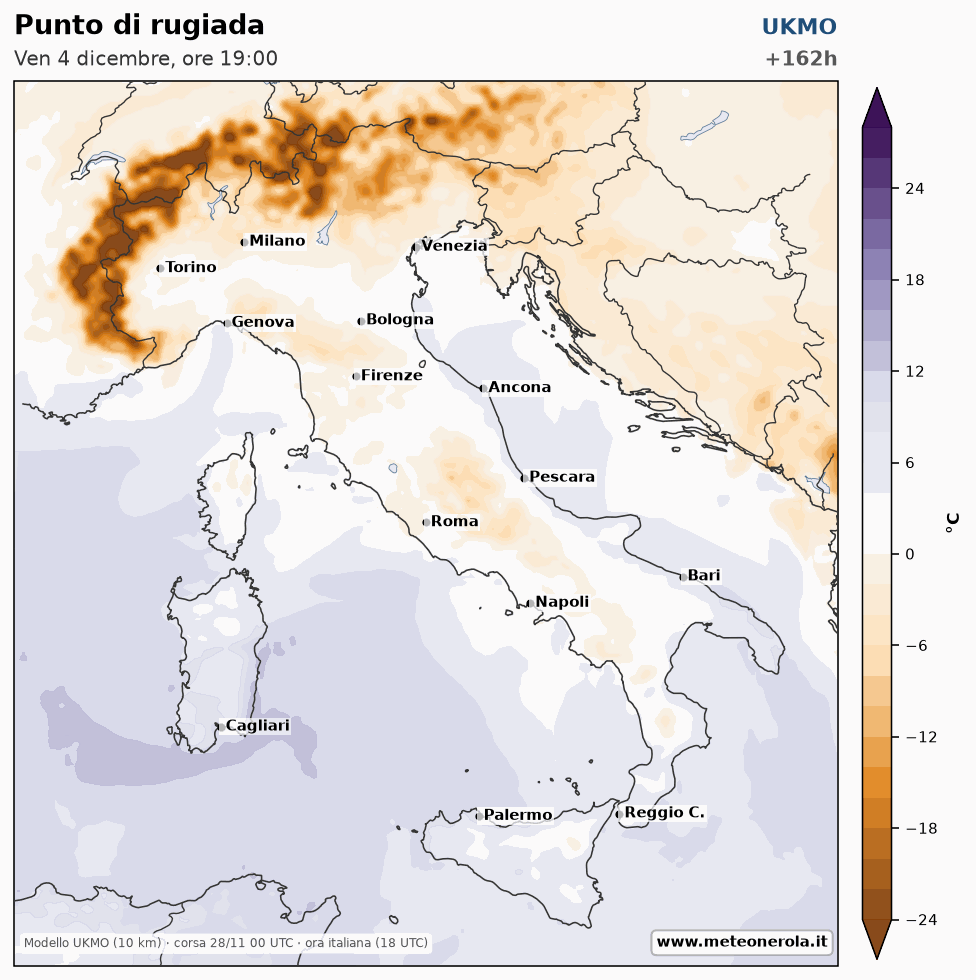 Punto di rugiada
UKMO
Ven 4 dicembre, ore 19:00
+162h
Milano
Venezia
Torino
Genova
Bologna
Firenze
Ancona
Pescara
Roma
Bari
Napoli
Cagliari
Palermo
Reggio C.
24
18
12
6
0
−6
−12
−18
−24
°C
Modello UKMO (10 km) · corsa 28/11 00 UTC · ora italiana (18 UTC)
www.meteonerola.it